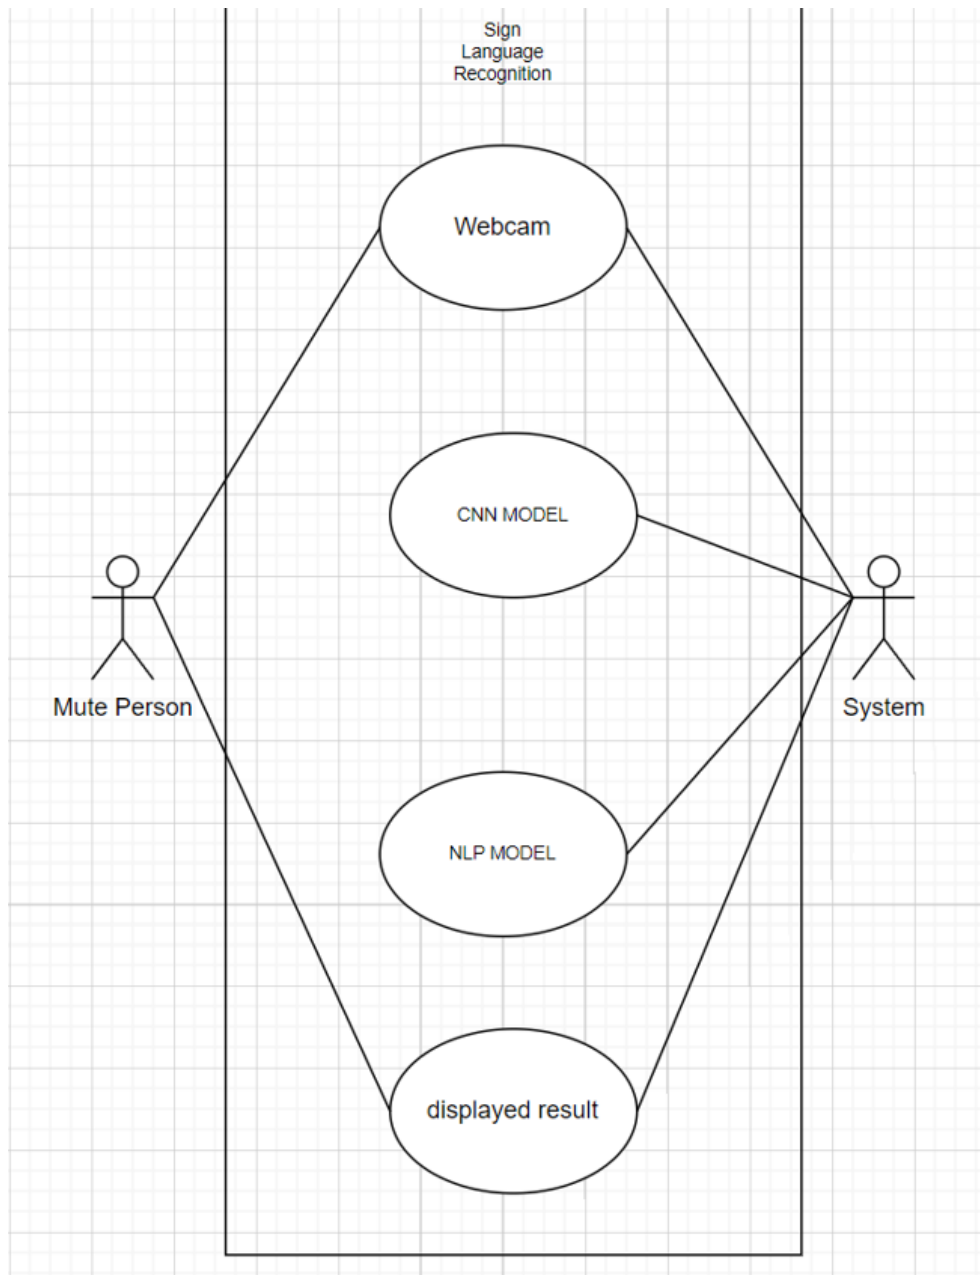 Sign
Language
Recognition
Webcam
CNN MODEL
Mute Person
System
NLP MODEL
displayed result